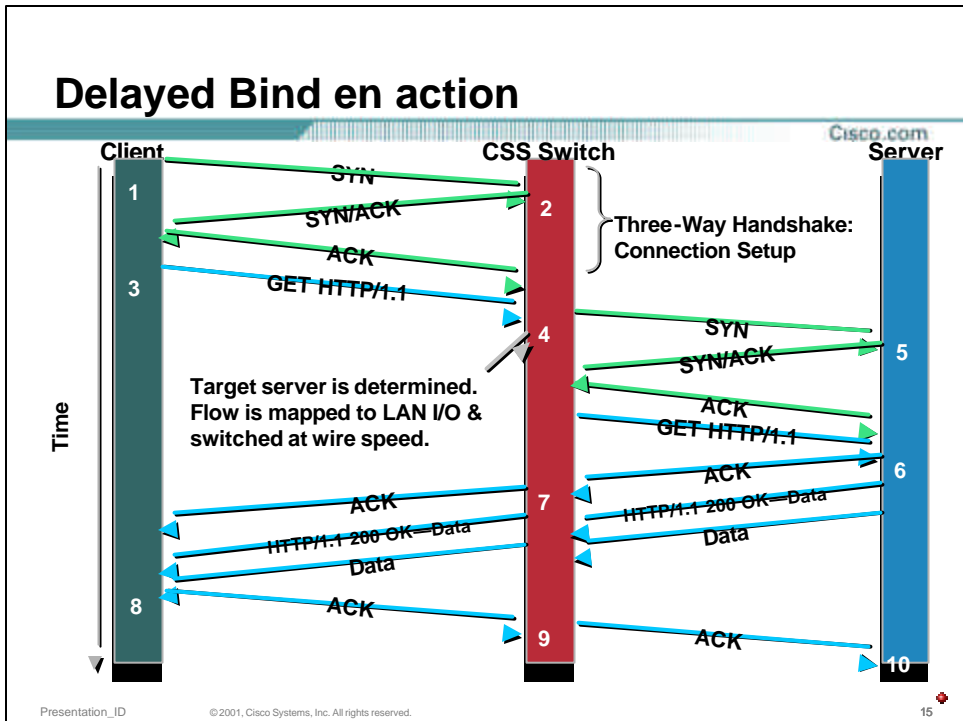 Delayed Bind en action
Cisco.com
Client
CSS Switch
Server
SYN
1
SYN/ACK
2
Three-Way Handshake:
Connection Setup
ACK
3
GET HTTP/1.1
4
SYN
5
SYN/ACK
Target server is determined.
Flow is mapped to LAN I/O &
switched at wire speed.
ACK
GET HTTP/1.1
Time
ACK
6
ACK
7
HTTP/1.1 200 OK—Data
HTTP/1.1 200 OK—Data
Data
Data
8
ACK
9
ACK
10
Presentation_ID
© 2001, Cisco Systems, Inc. All rights reserved.
15